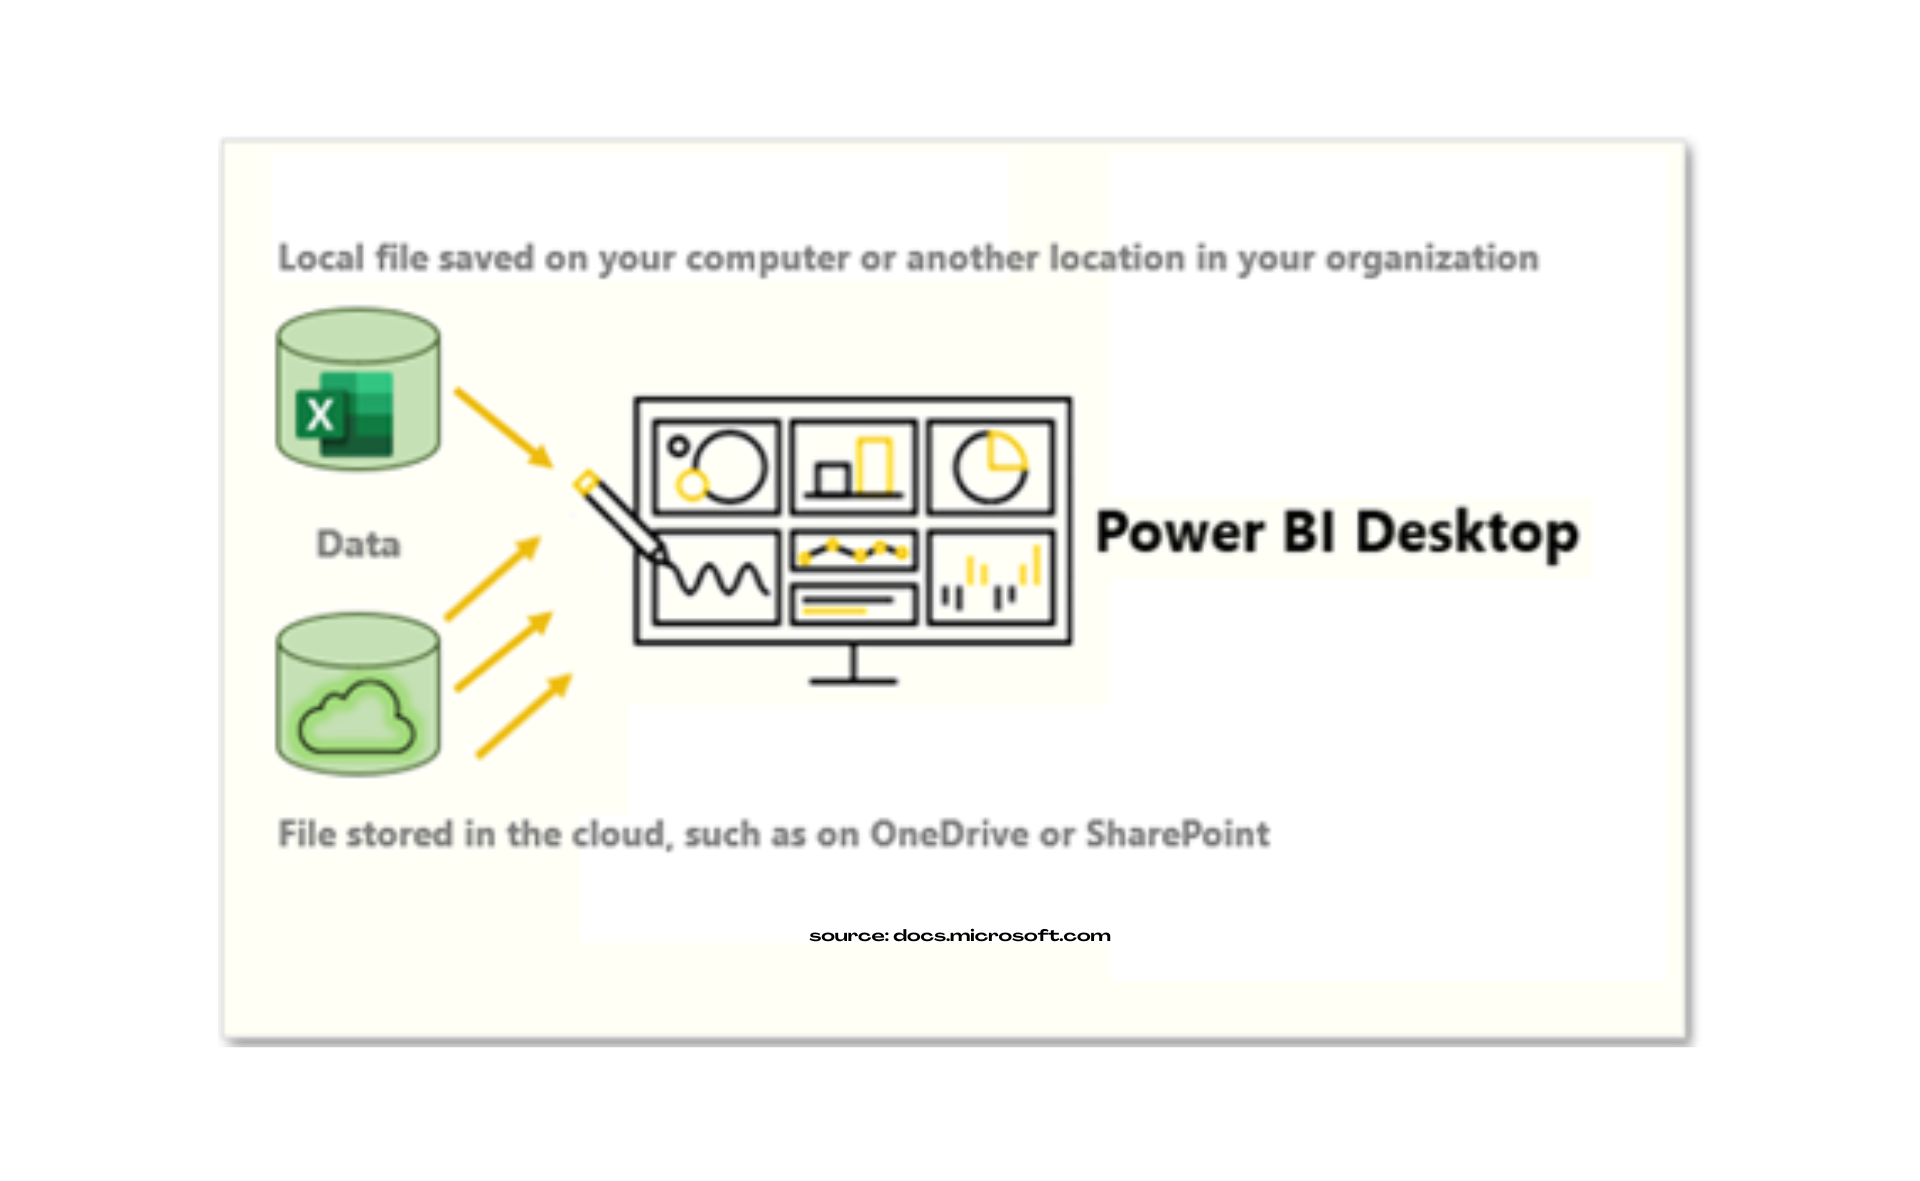 Local file saved on your computer or another location in your organization
X
Data
Power BI Desktop
File stored in the cloud, such as on OneDrive or SharePoint
source: docs.microsoft.com